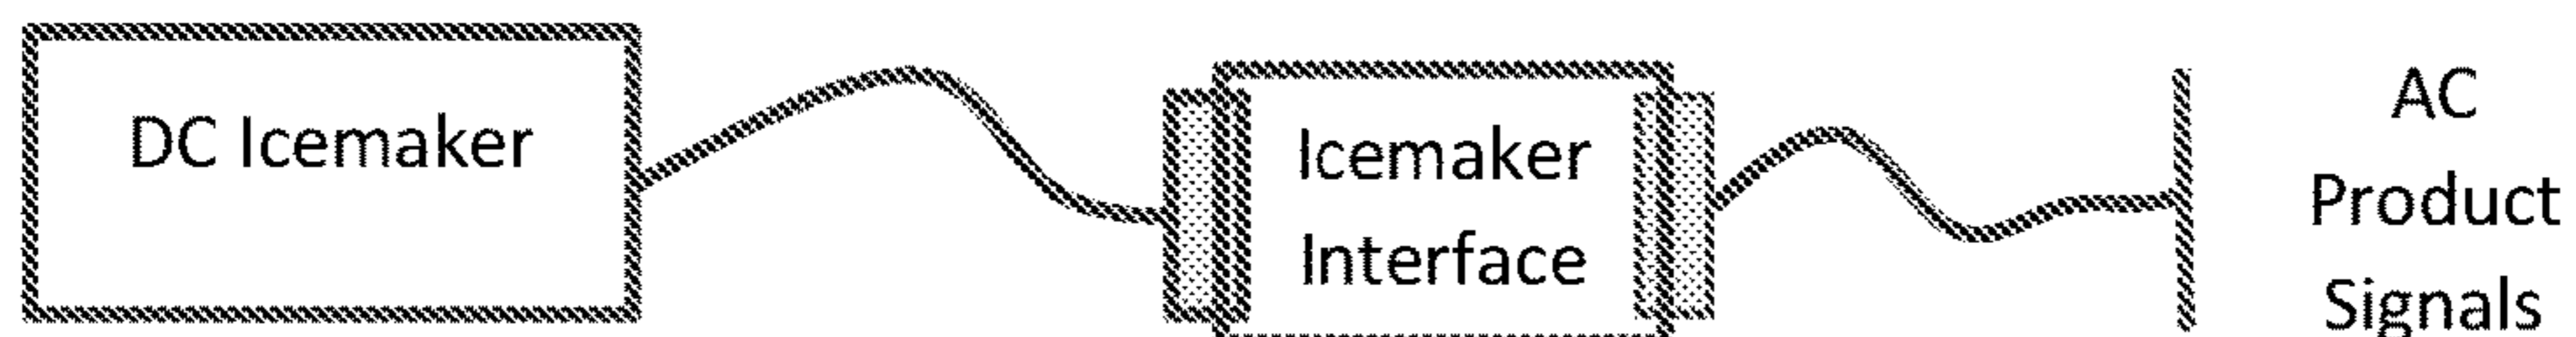 DC Icemaker
Icemaker
Interface
AC
Product
Signals